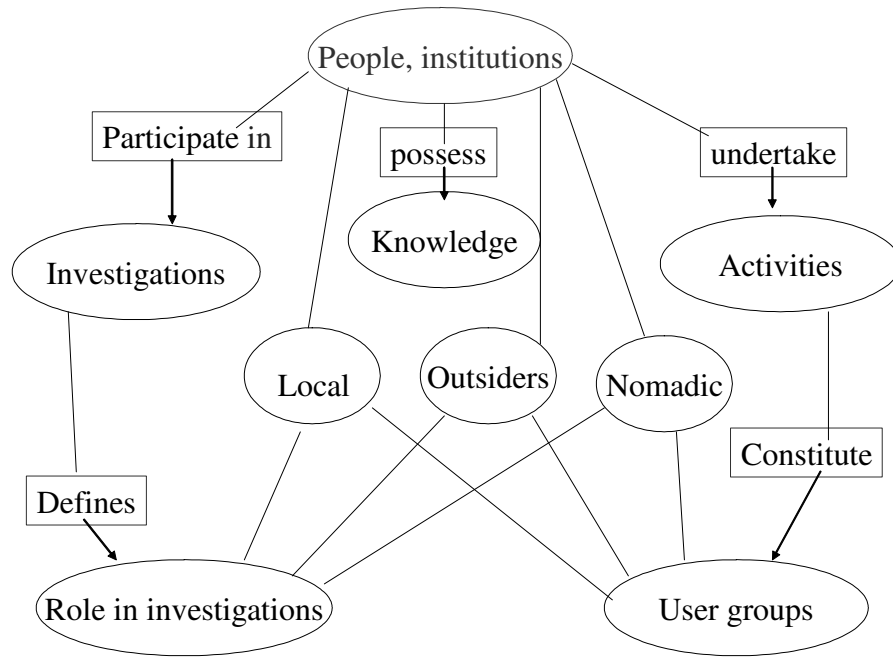 People, institutions
Participate in
possess
undertake
Knowledge
Investigations
Activities
Local
Outsiders
Nomadic
Constitute
Defines
Role in investigations
User groups